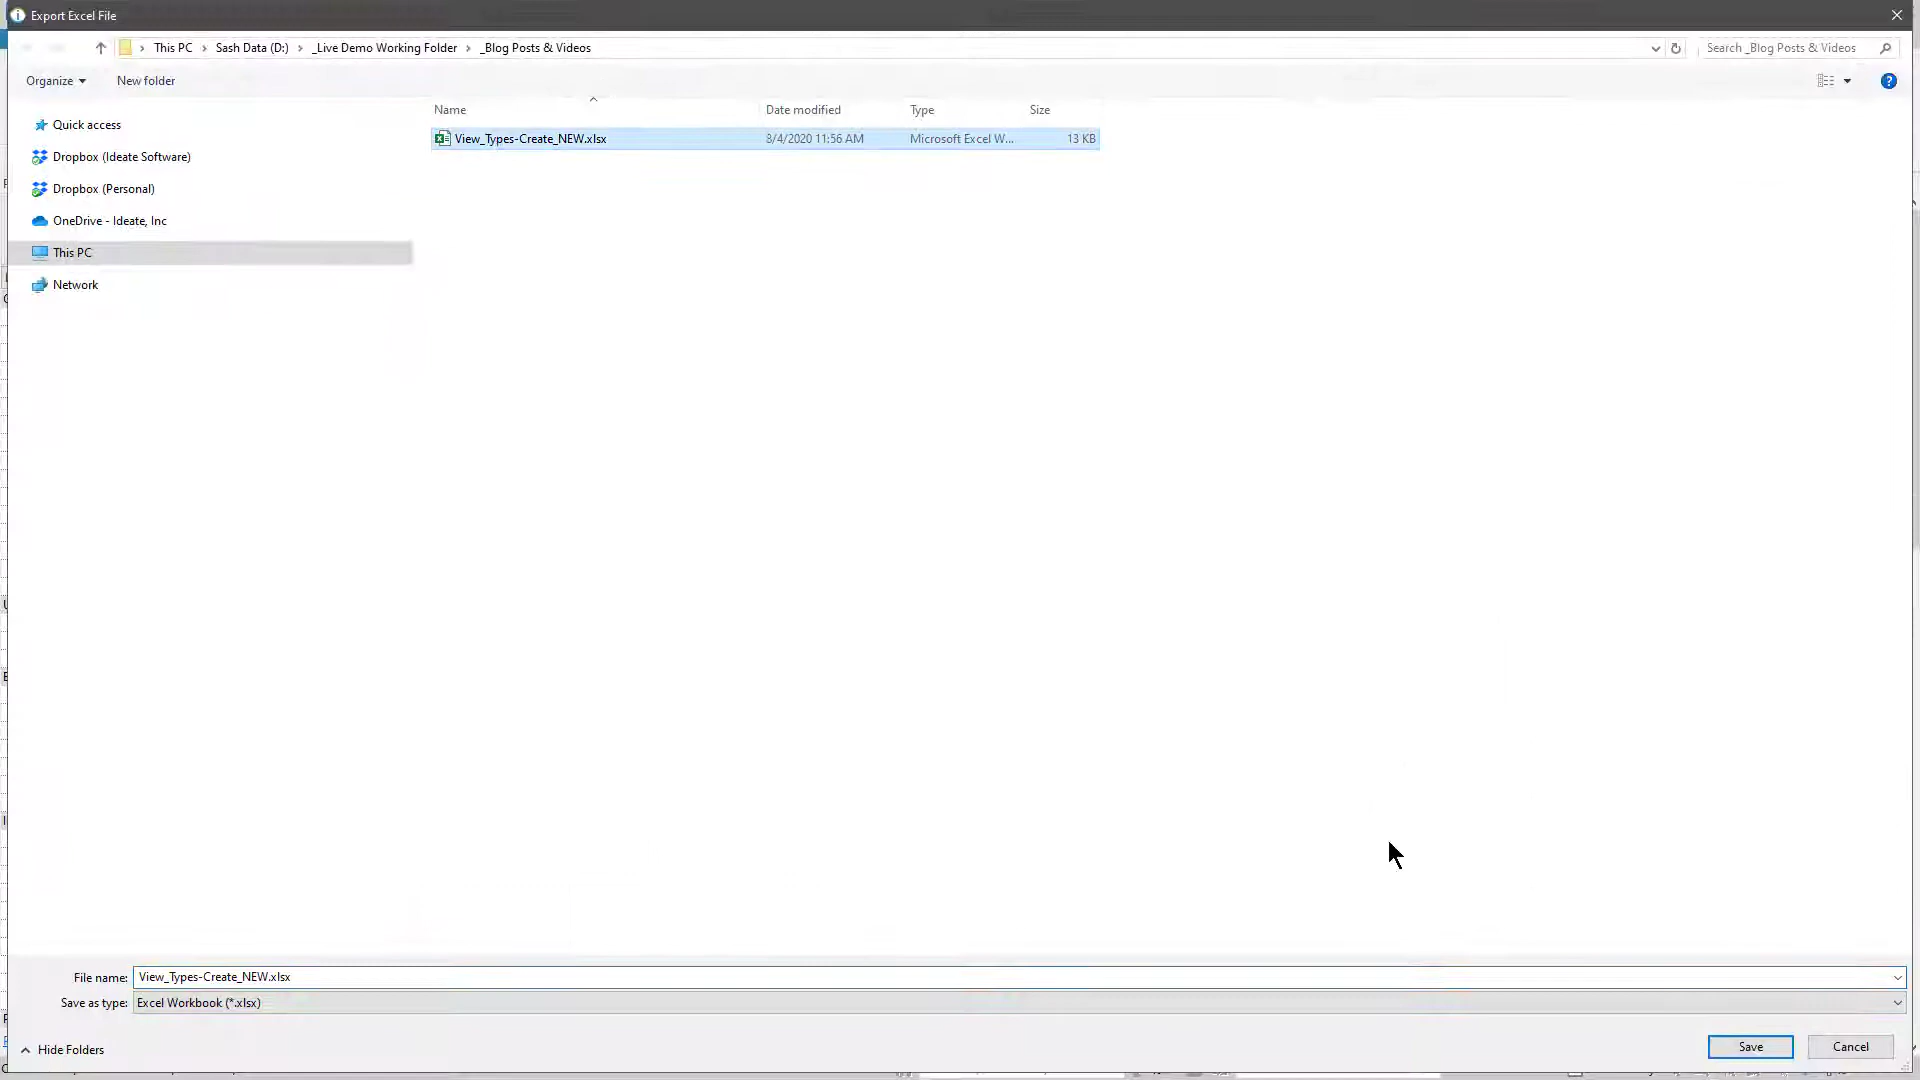 Export Excel File
This PC > Sash Data (D:) > _Live Demo Working Folder > _Blog Posts & Videos
Search _Blog Posts & Videos
Organize
New folder
Name Date modified Type Size
Quick access
View_Types-Create_NEW.xlsx 8/4/2020 11:56 AM Microsoft Excel W... 13 KB
Dropbox (Ideate Software)
Dropbox (Personal)
OneDrive - Ideate, Inc
This PC
Network
File name: View_Types-Create_NEW.xlsx
Save as type: Excel Workbook (*.xlsx)
Hide Folders
Save
Cancel